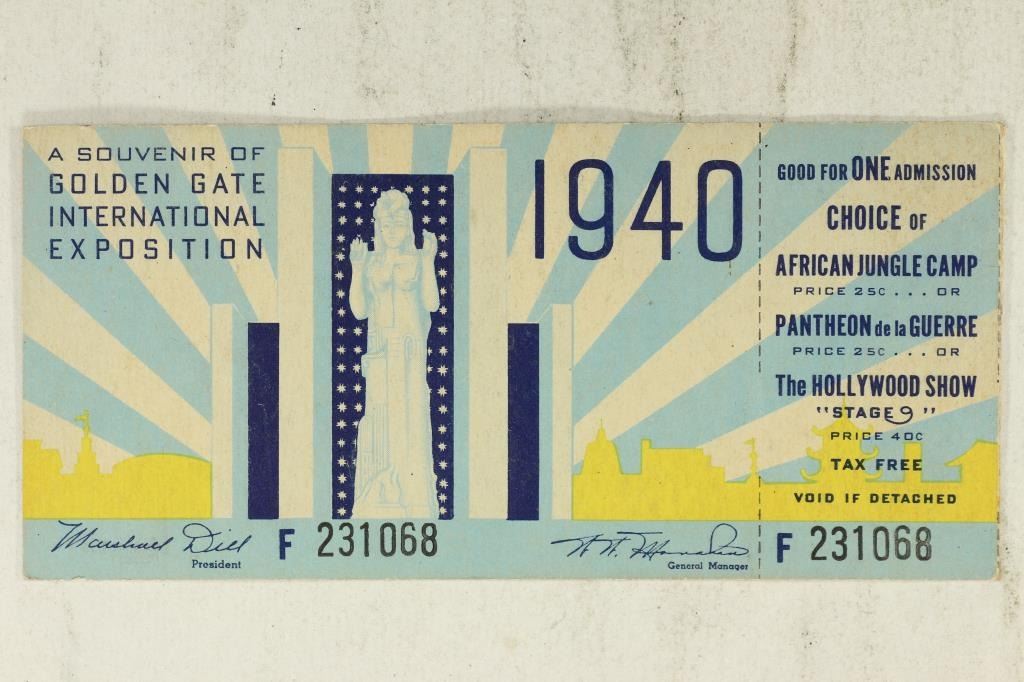 A SOUVENIR OF
GOLDEN GATE
INTERNATIONAL
EXPOSITION
1940
Marshall Dill
President
F 231068
General Manager
GOOD FOR ONE ADMISSION
CHOICE OF
AFRICAN JUNGLE CAMP
PRICE 25C . . . OR
PANTHEON de la GUERRE
PRICE 25C . . . OR
The HOLLYWOOD SHOW
"STAGE 9"
PRICE 40C
TAX FREE
VOID IF DETACHED
F 231068